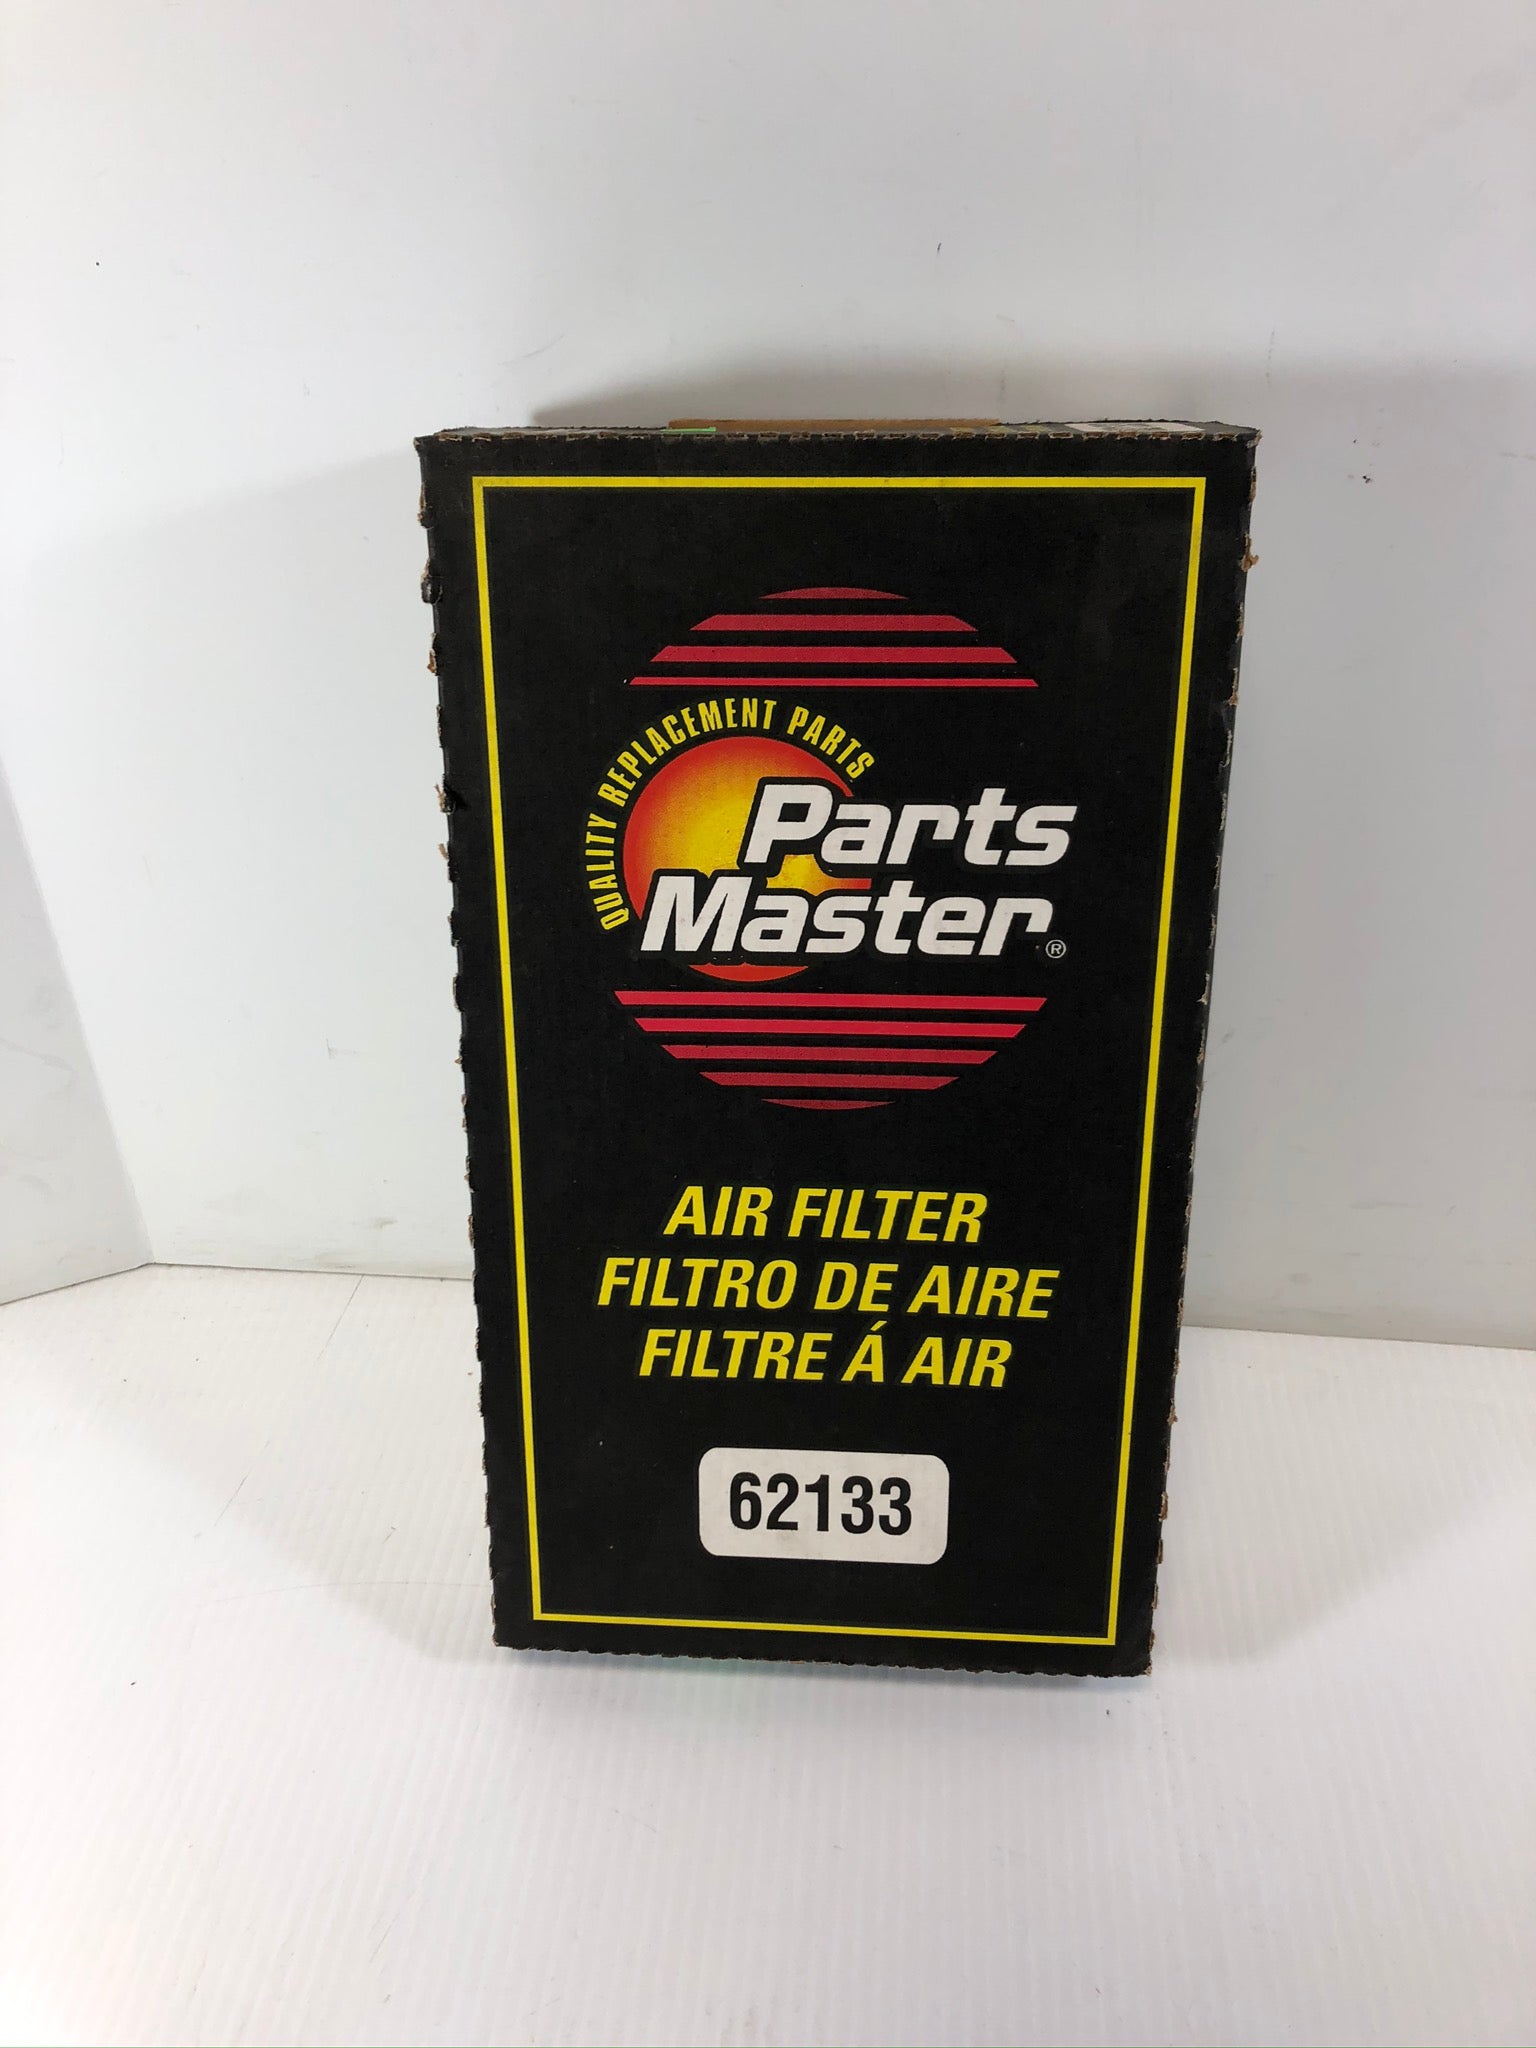 QUALITY REPLACEMENT PARTS
Parts
Master®
AIR FILTER
FILTRO DE AIRE
FILTRE Á AIR
62133